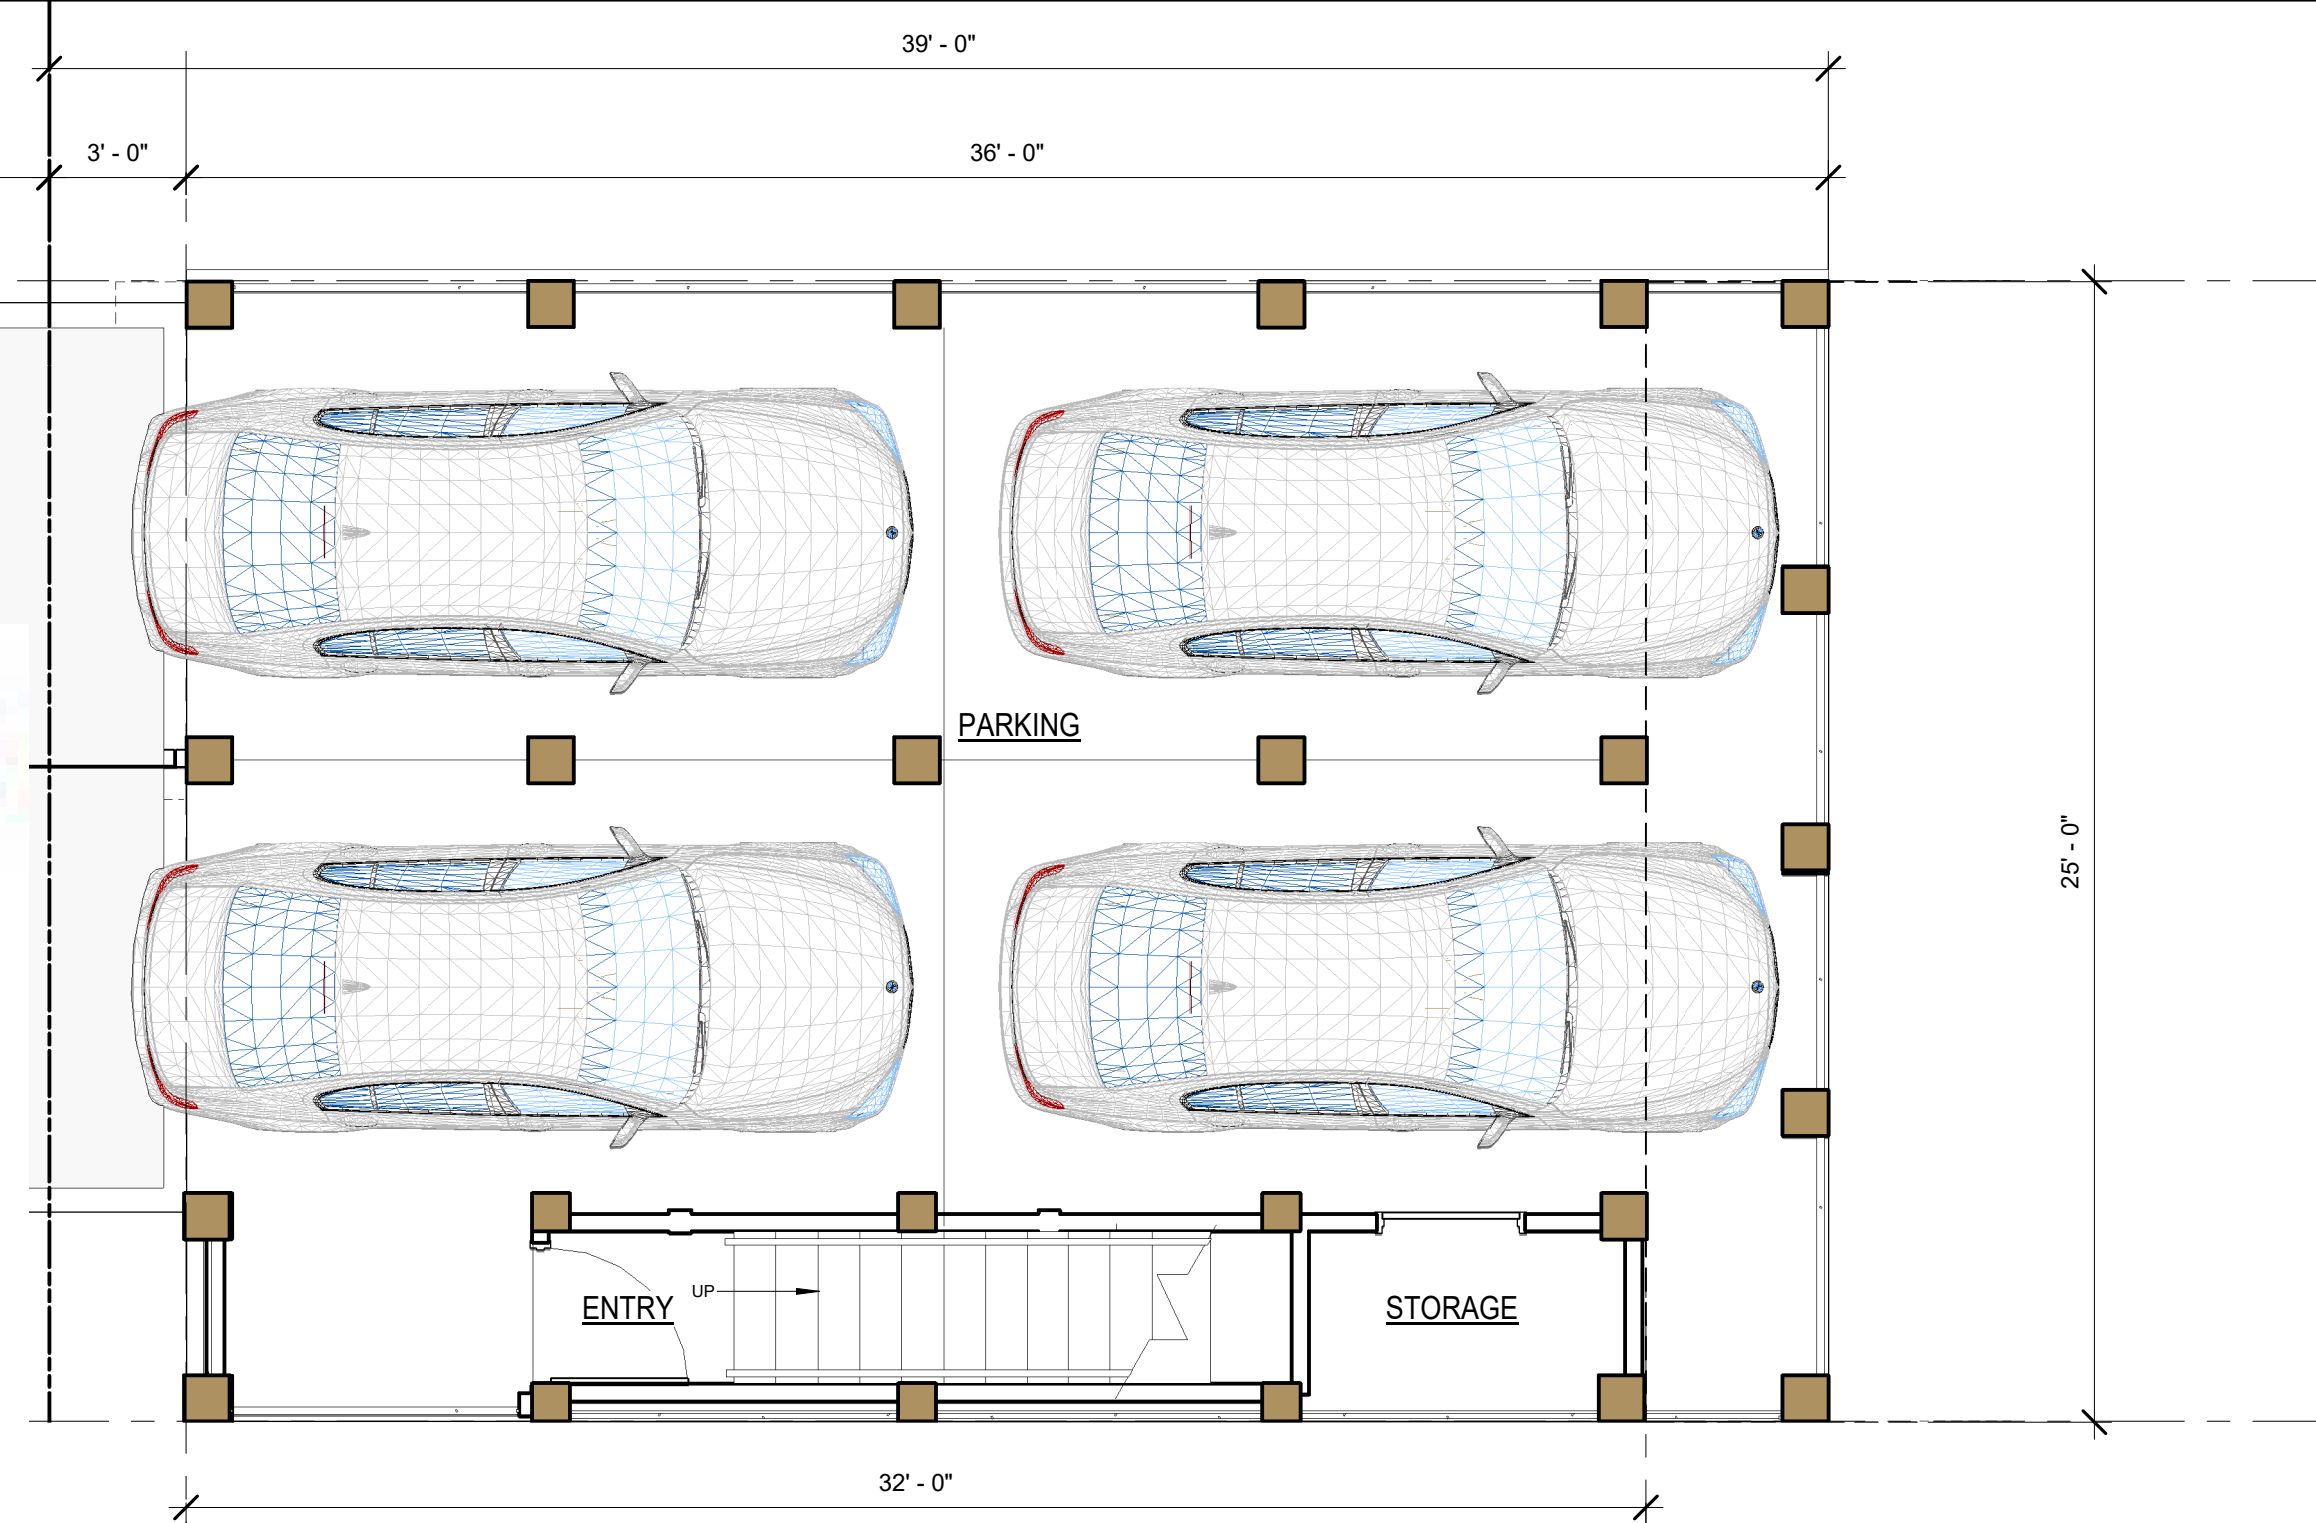 39' - 0"
3' - 0"
36' - 0"
PARKING
25' - 0"
ENTRY
UP
STORAGE
32' - 0"